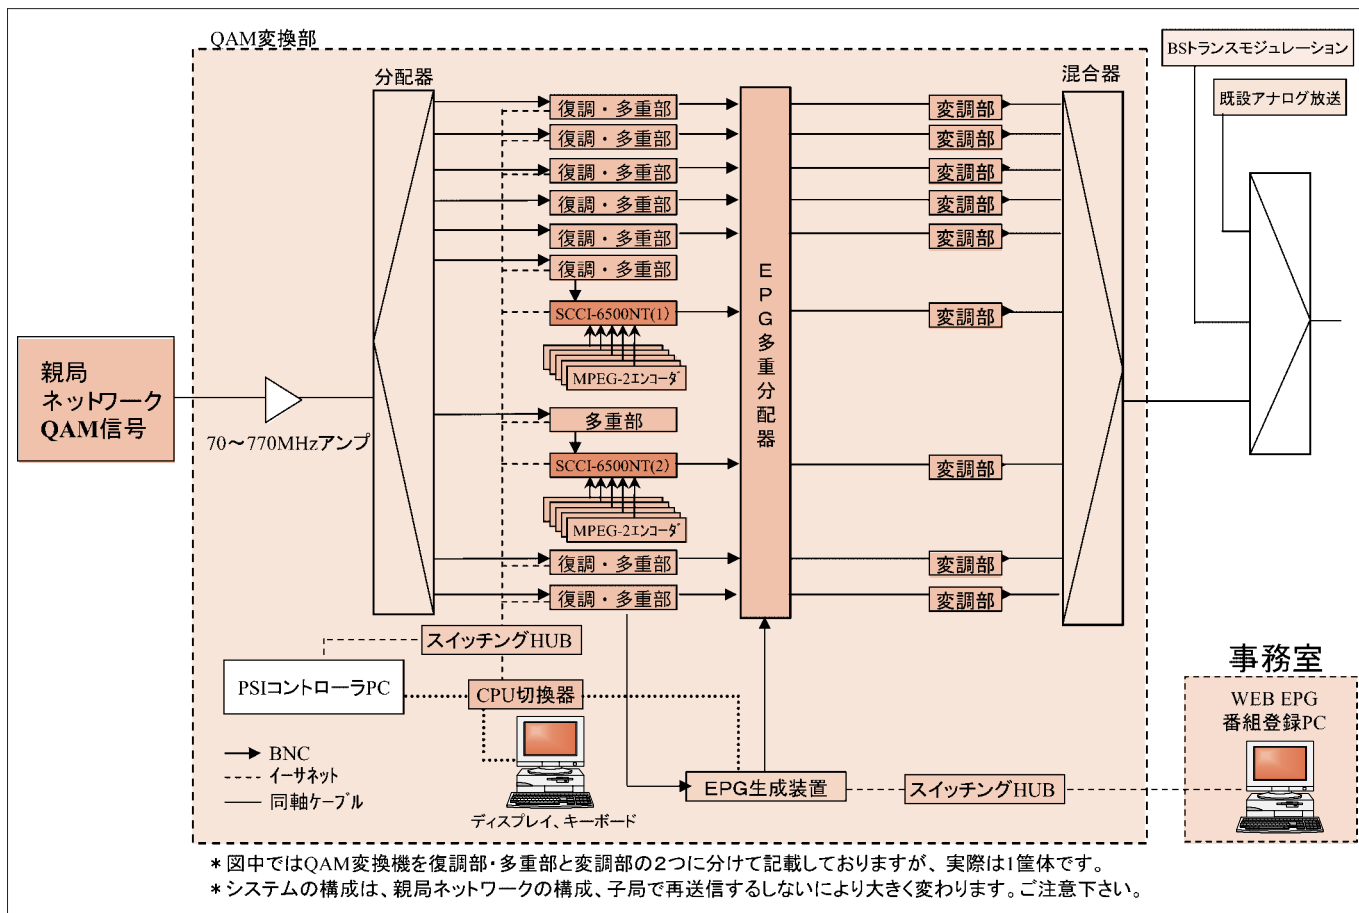 QAM変換部
分配器
混合器
BSトランスモジュレーション
既設アナログ放送
復調・多重部
変調部
復調・多重部
変調部
復調・多重部
変調部
復調・多重部
変調部
復調・多重部
変調部
復調・多重部
SCCI-6500NT(1)
変調部
MPEG-2エンコーダ
EPG多重分配器
親局
ネットワーク
QAM信号
70～770MHzアンプ
多重部
SCCI-6500NT(2)
変調部
MPEG-2エンコーダ
復調・多重部
変調部
復調・多重部
変調部
スイッチングHUB
PSIコントローラPC
CPU切換器
BNC
イーサネット
同軸ケーブル
ディスプレイ、キーボード
EPG生成装置
スイッチングHUB
事務室
WEB EPG
番組登録PC
＊図中ではQAM変換機を復調部・多重部と変調部の2つに分けて記載しておりますが、実際は1筐体です。
＊システムの構成は、親局ネットワークの構成、子局で再送信するしないにより大きく変わります。ご注意下さい。